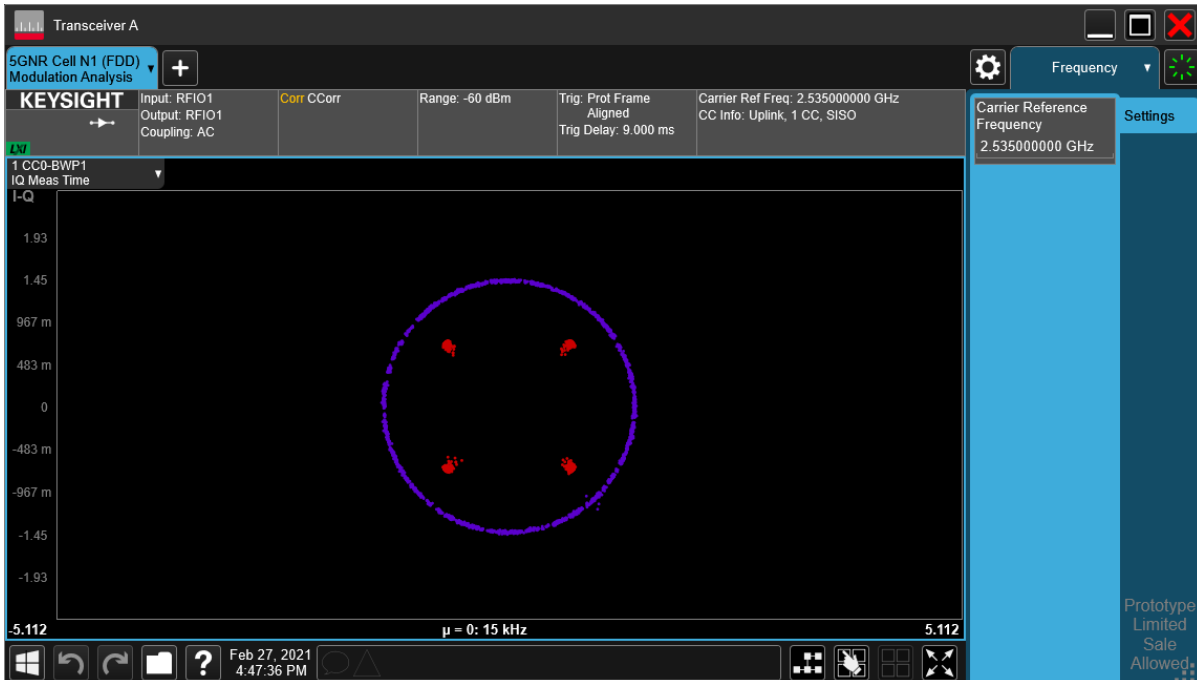 Transceiver A
5GNR Cell N1 (FDD)
Modulation Analysis
Frequency
KEYSIGHT
LXI
Input: RFIO1
Output: RFIO1
Coupling: AC
Corr CCorr
Range: -60 dBm
Trig: Prot Frame
Aligned
Trig Delay: 9.000 ms
Carrier Ref Freq: 2.535000000 GHz
CC Info: Uplink, 1 CC, SISO
Carrier Reference
Frequency
2.535000000 GHz
Settings
1 CC0-BWP1
IQ Meas Time
I-Q
1.93
1.45
967 m
483 m
0
-483 m
-967 m
-1.45
-1.93
-5.112
µ = 0: 15 kHz
5.112
Prototype
Limited
Sale
Allowed.
?
Feb 27, 2021
4:47:36 PM